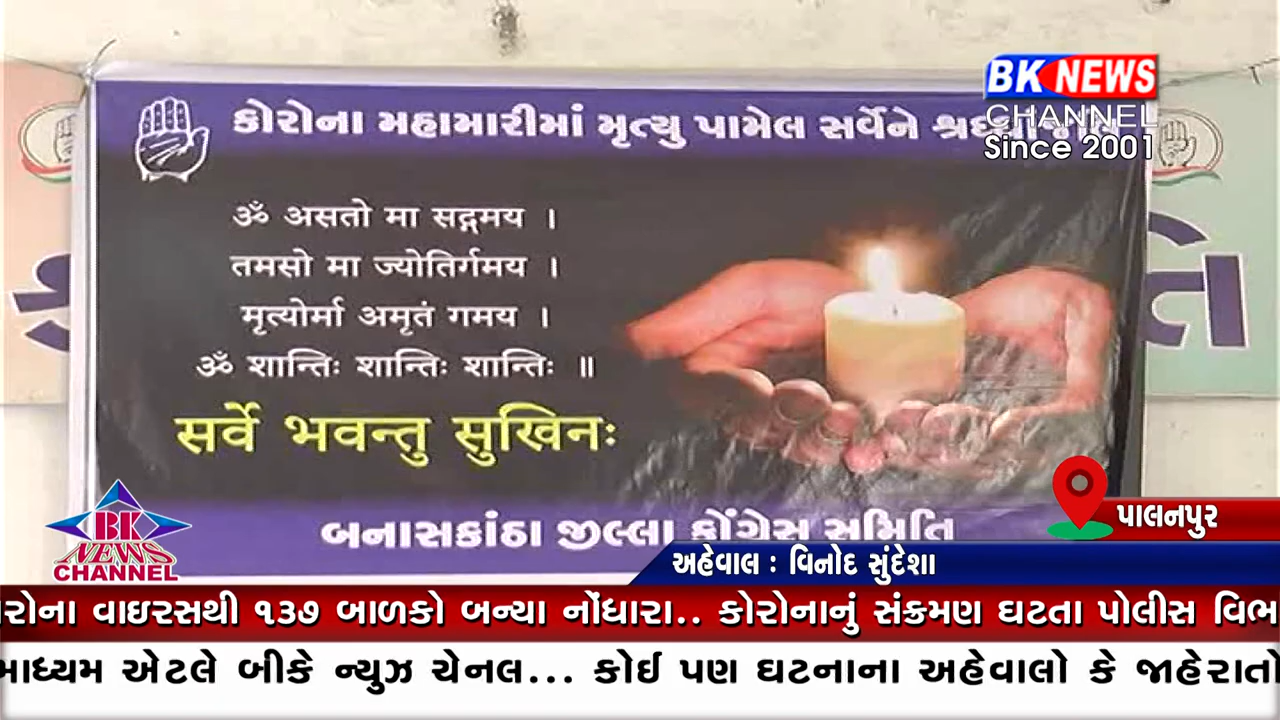 BK NEWS
CHANNEL
Since 2001
કોરોના મહામારીમાં મૃત્યુ પામેલ સર્વેને
ॐ असतो मा सद्गमय ।
तमसो मा ज्योतिर्गमय ।
मृत्योर्मा अमृतं गमय ।
ॐ शान्तिः शान्तिः शान्तिः ॥
सर्वे भवन्तु सुखिनः
બનાસકાંઠા જીલ્લા કોંગ્રેસ સમિતિ
પાલનપુર
BK
NEWS
CHANNEL
અહેવાલ : વિનોદ સુંદેશા
રોના વાઇરસથી ૧૩૭ બાળકો બન્યા નોંધારા.. કોરોનાનું સંક્રમણ ઘટતા પોલીસ વિભ
માધ્યમ એટલે બીકે ન્યુઝ ચેનલ... કોઈ પણ ઘટનાના અહેવાલો કે જાહેરાતો